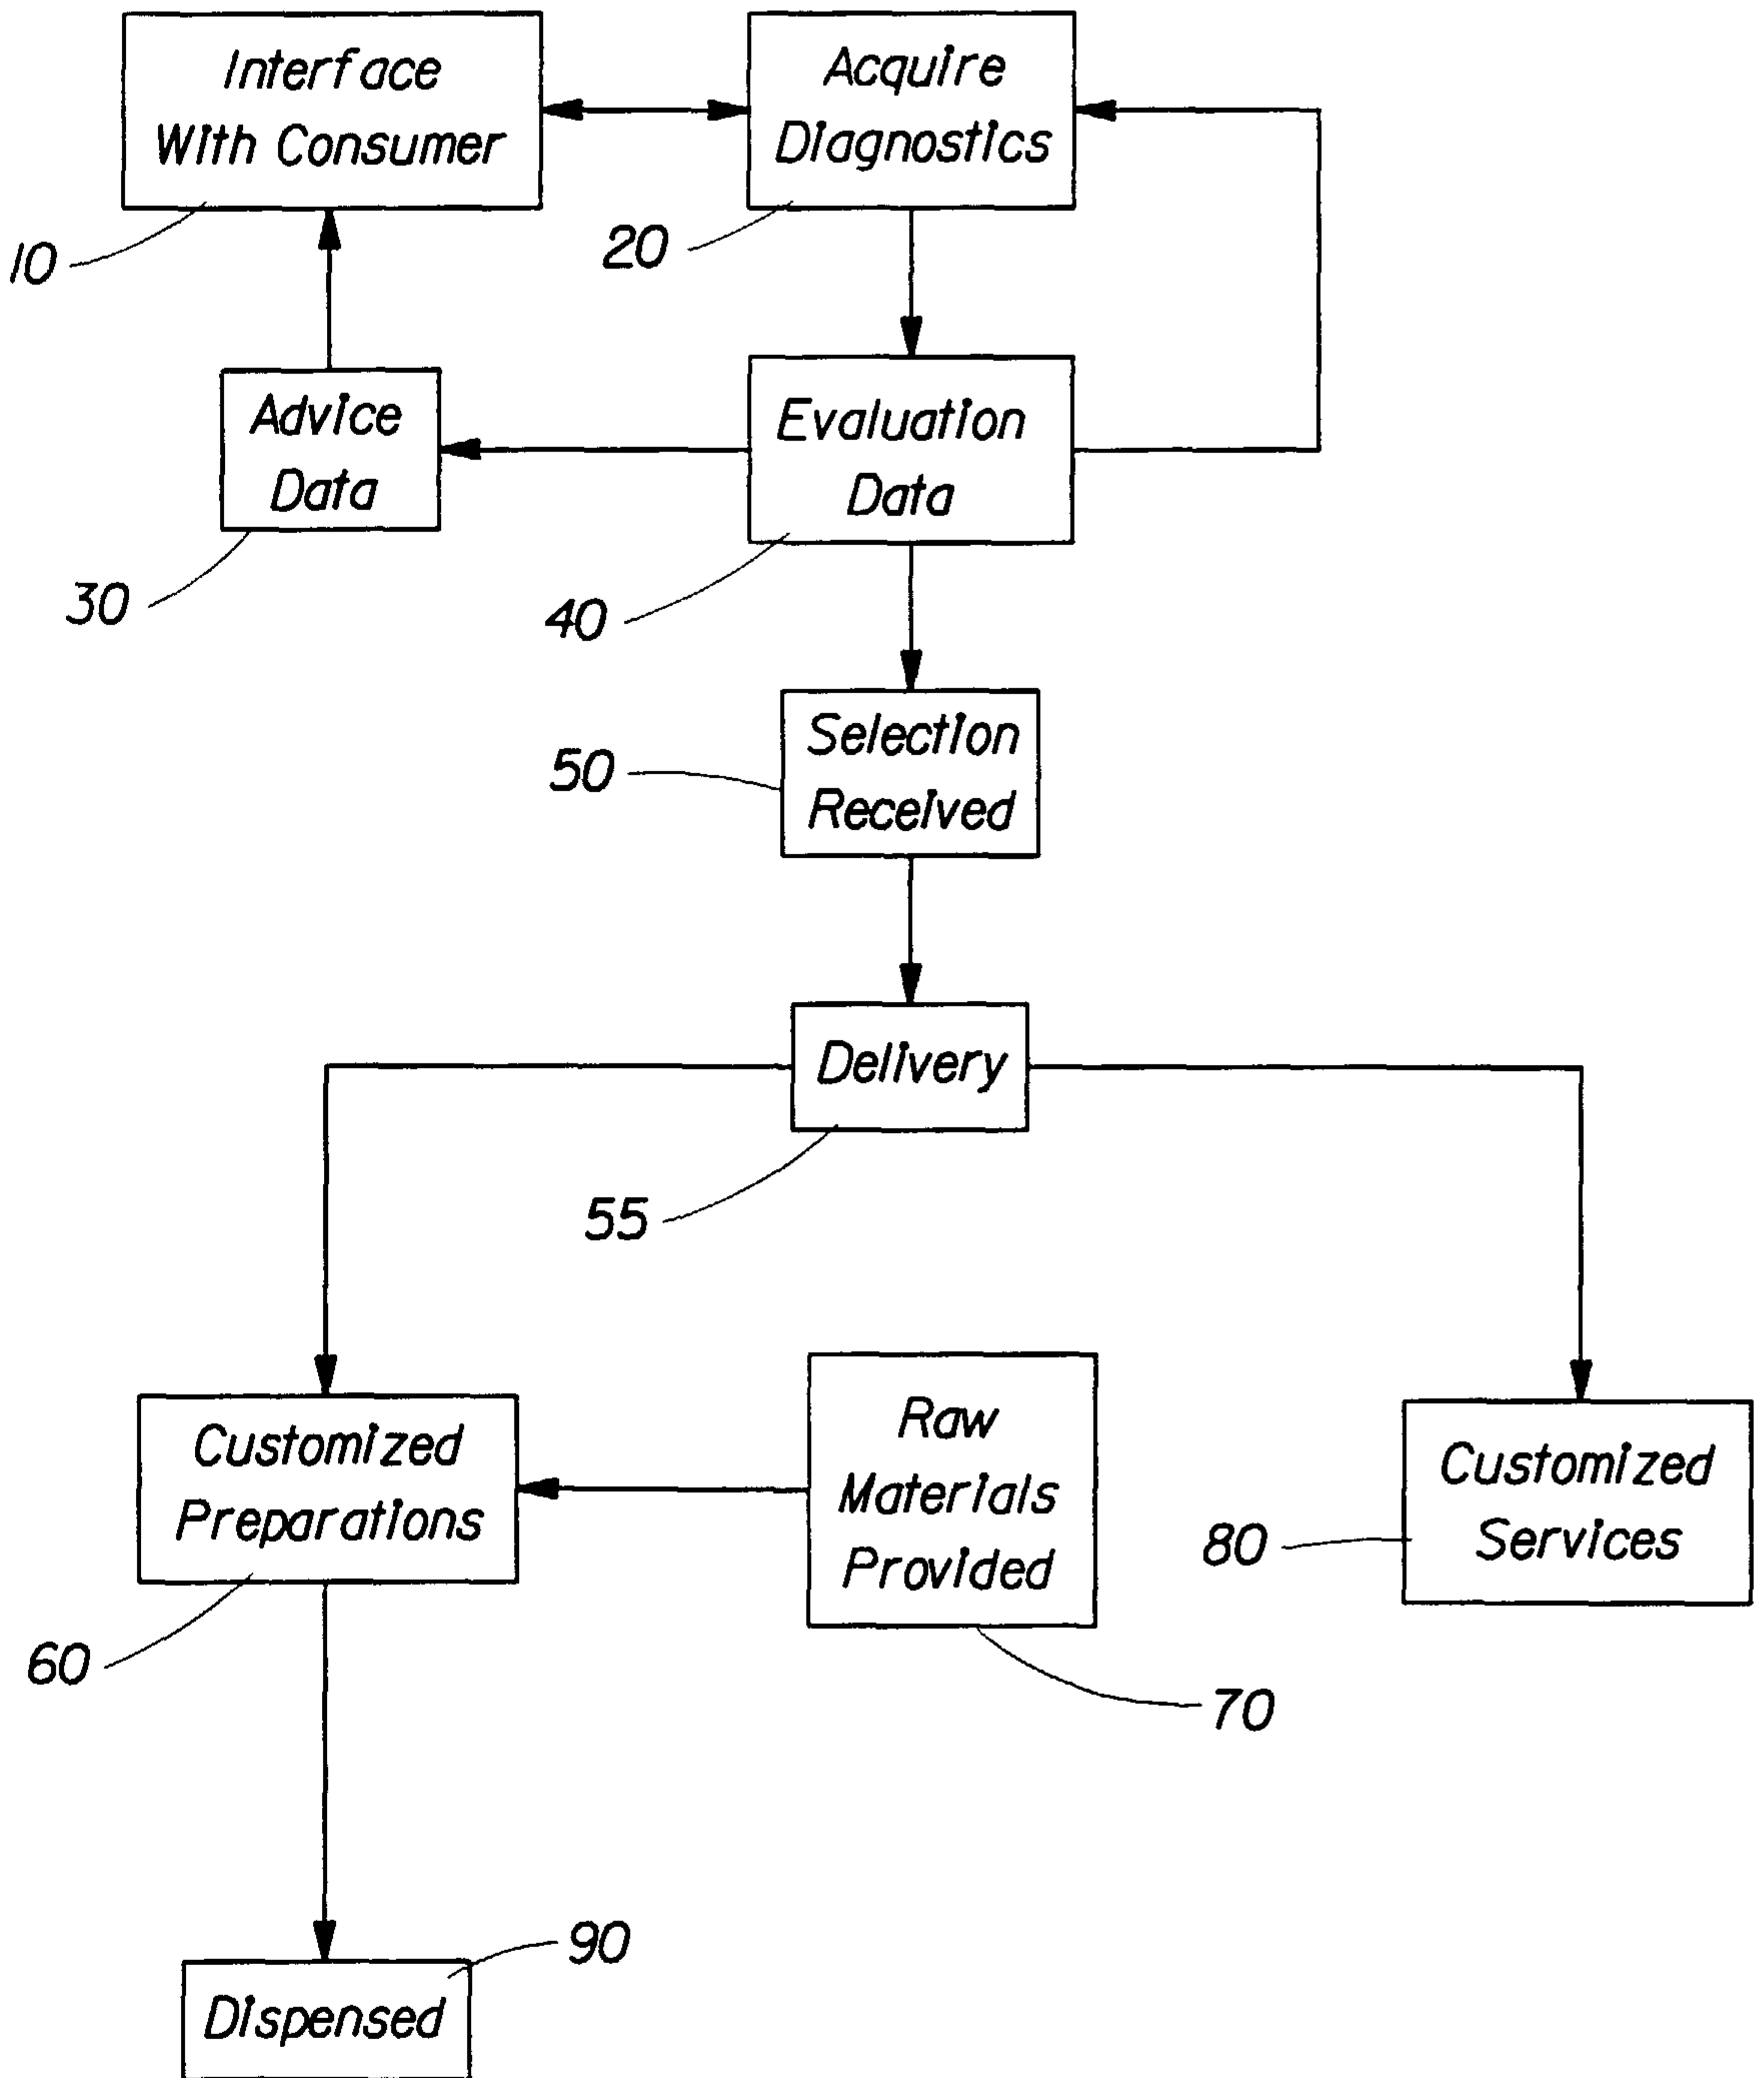 Interface
With Consumer
10
Acquire
Diagnostics
20
Advice
Data
30
Evaluation
Data
40
Selection
Received
50
Delivery
55
Customized
Preparations
60
Raw
Materials
Provided
70
Customized
Services
80
Dispensed
90